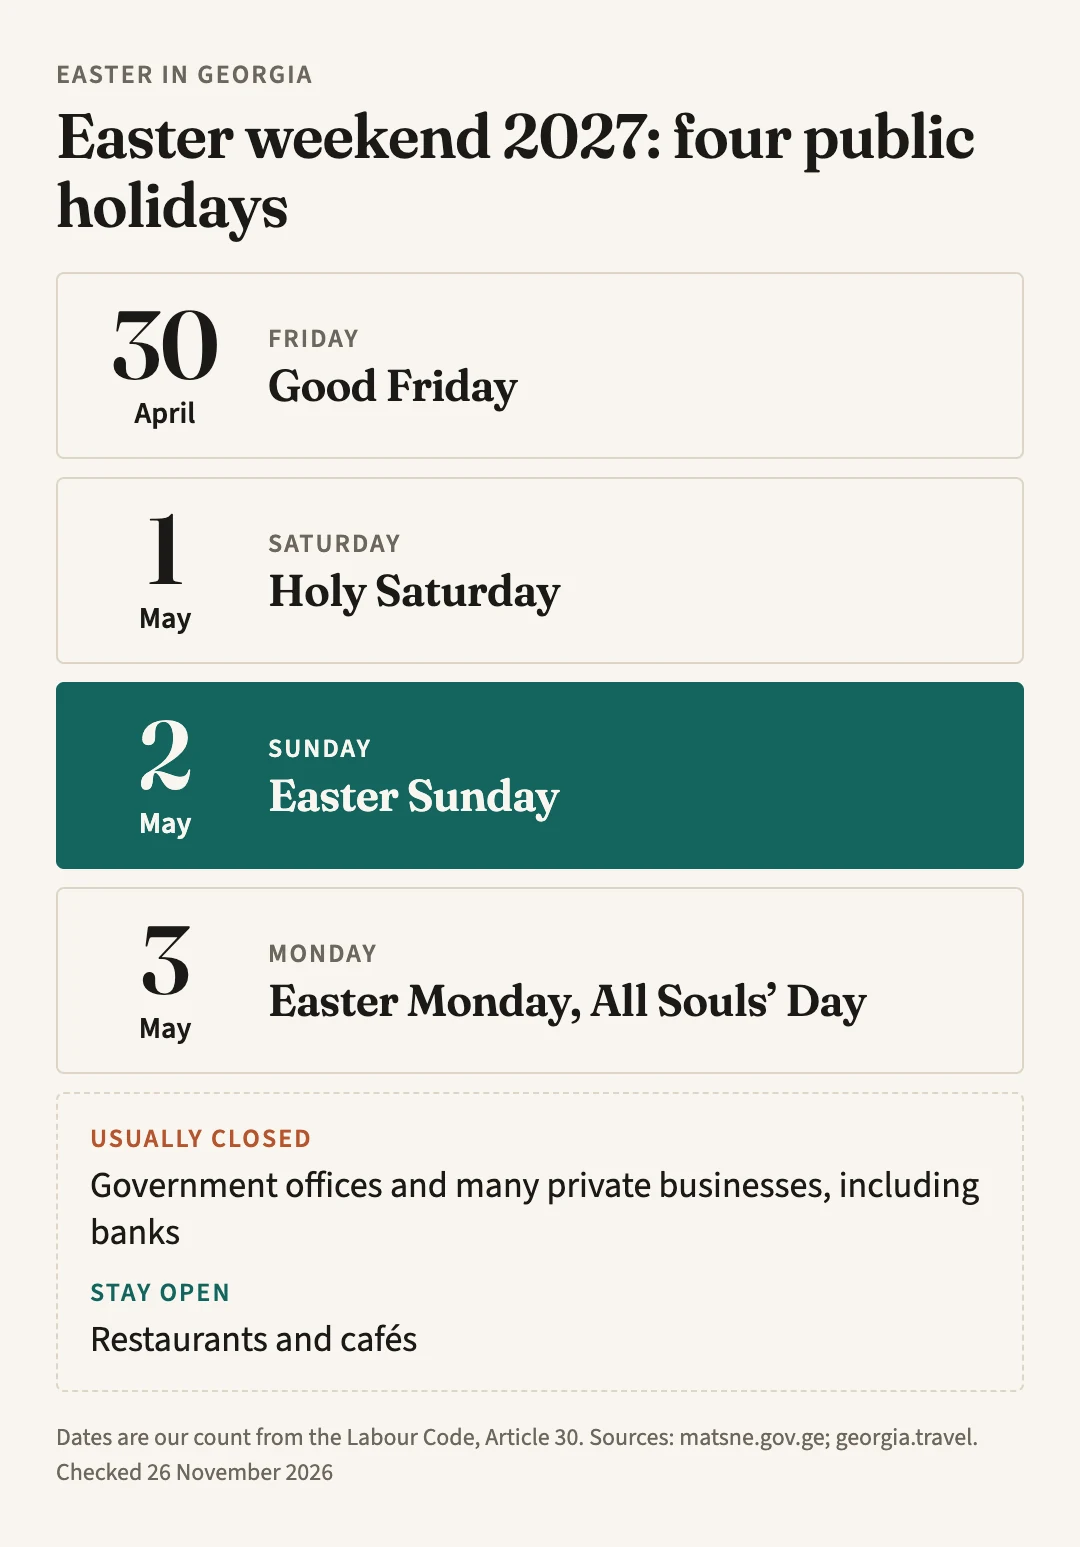 EASTER IN GEORGIA
Easter weekend 2027: four public
holidays
30
April
FRIDAY
Good Friday
1
May
SATURDAY
Holy Saturday
2
May
SUNDAY
Easter Sunday
3
May
MONDAY
Easter Monday, All Souls’ Day
USUALLY CLOSED
Government offices and many private businesses, including
banks
STAY OPEN
Restaurants and cafés
Dates are our count from the Labour Code, Article 30. Sources: matsne.gov.ge; georgia.travel.
Checked 26 November 2026